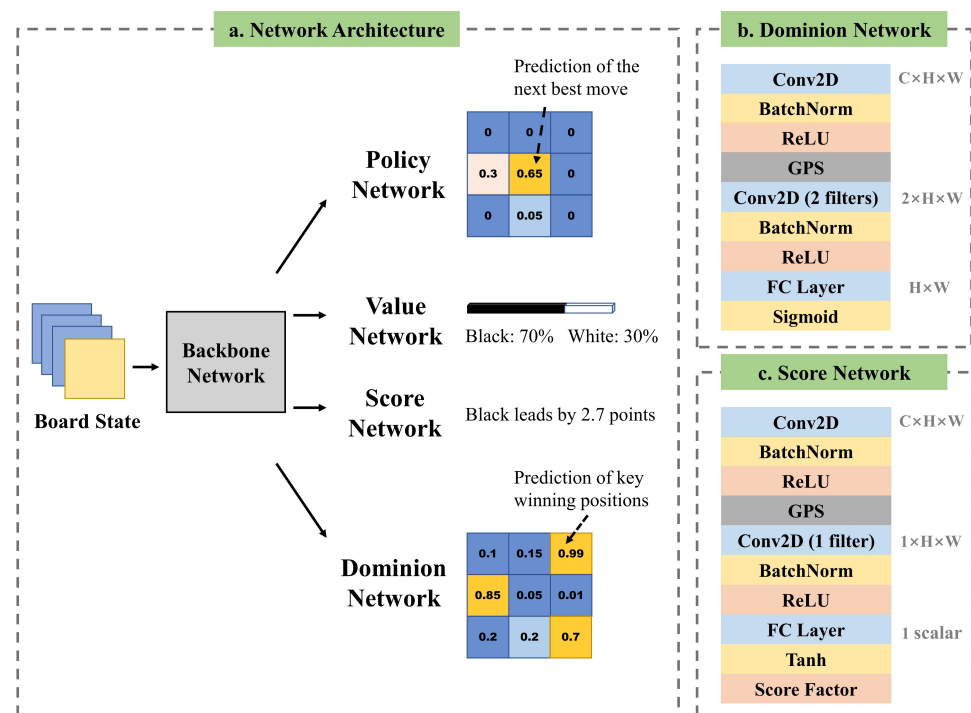 a. Network Architecture
Prediction of the
next best move
Policy
Network
0 0 0
0.3 0.65 0
0 0.05 0
Value
Network
Black: 70% White: 30%
Board State
Backbone
Network
Score
Network
Black leads by 2.7 points
Prediction of key
winning positions
Dominion
Network
0.1 0.15 0.99
0.85 0.05 0.01
0.2 0.2 0.7
b. Dominion Network
Conv2D C×H×W
BatchNorm
ReLU
GPS
Conv2D (2 filters) 2×H×W
BatchNorm
ReLU
FC Layer H×W
Sigmoid
c. Score Network
Conv2D C×H×W
BatchNorm
ReLU
GPS
Conv2D (1 filter) 1×H×W
BatchNorm
ReLU
FC Layer 1 scalar
Tanh
Score Factor